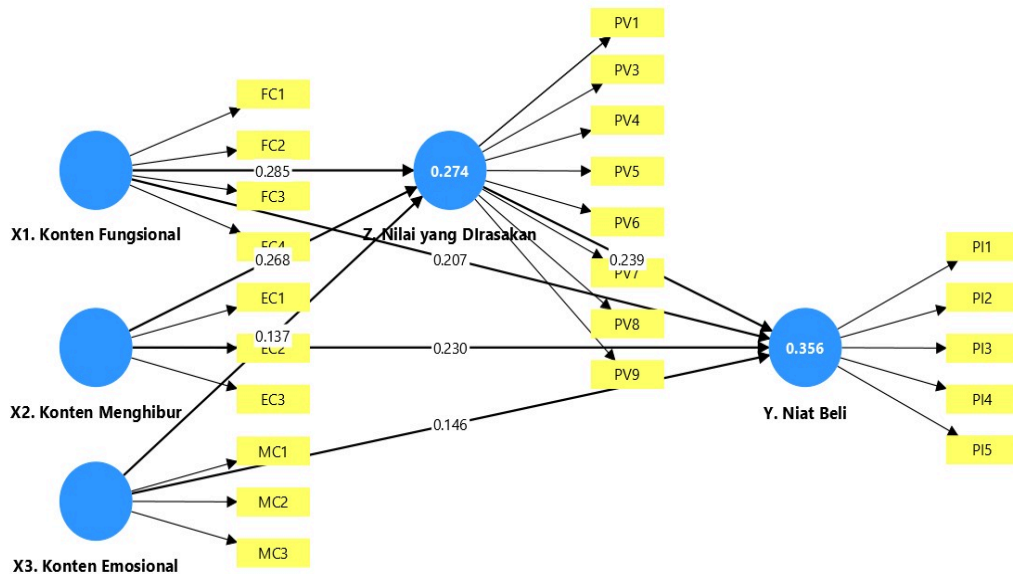 PV1
PV3
PV4
PV5
PV6
PV7
PV8
PV9
FC1
FC2
FC3
FC4
0.285
0.274
X1. Konten Fungsional
Z. Nilai yang DIrasakan
0.268
0.207
0.239
EC1
EC2
EC3
0.137
0.230
0.356
X2. Konten Menghibur
Y. Niat Beli
PI1
PI2
PI3
PI4
PI5
0.146
MC1
MC2
MC3
X3. Konten Emosional